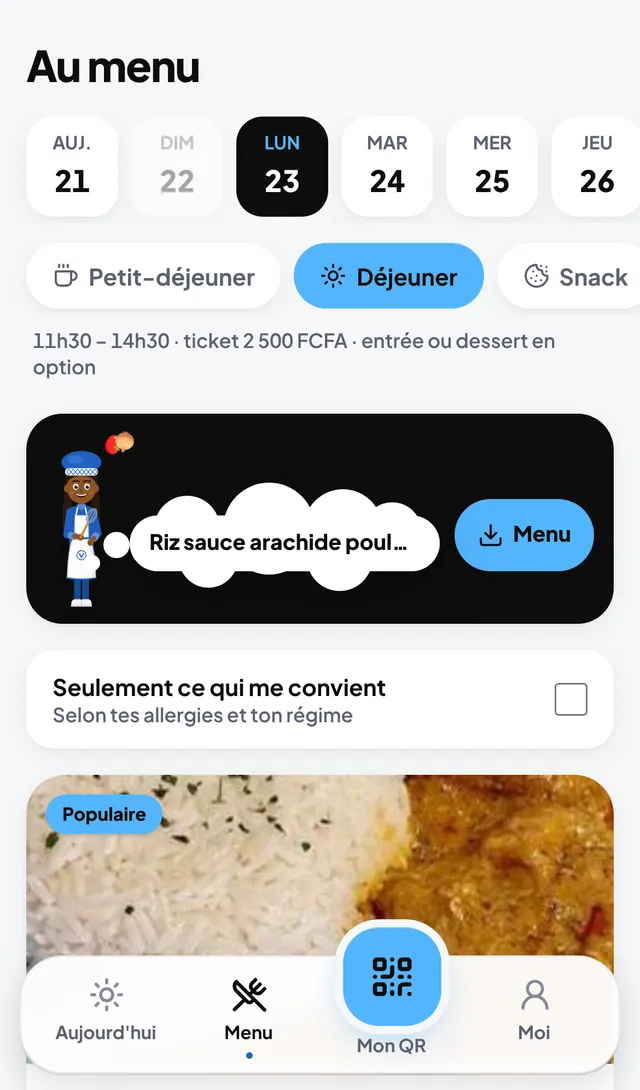 Au menu
AUJ. DIM LUN MAR MER JEU
21 22 23 24 25 26
Petit-déjeuner Déjeuner Snack
11h30 – 14h30 · ticket 2 500 FCFA · entrée ou dessert en
option
Riz sauce arachide poul...
Menu
Seulement ce qui me convient
Selon tes allergies et ton régime
Populaire
Aujourd'hui Menu Mon QR Moi